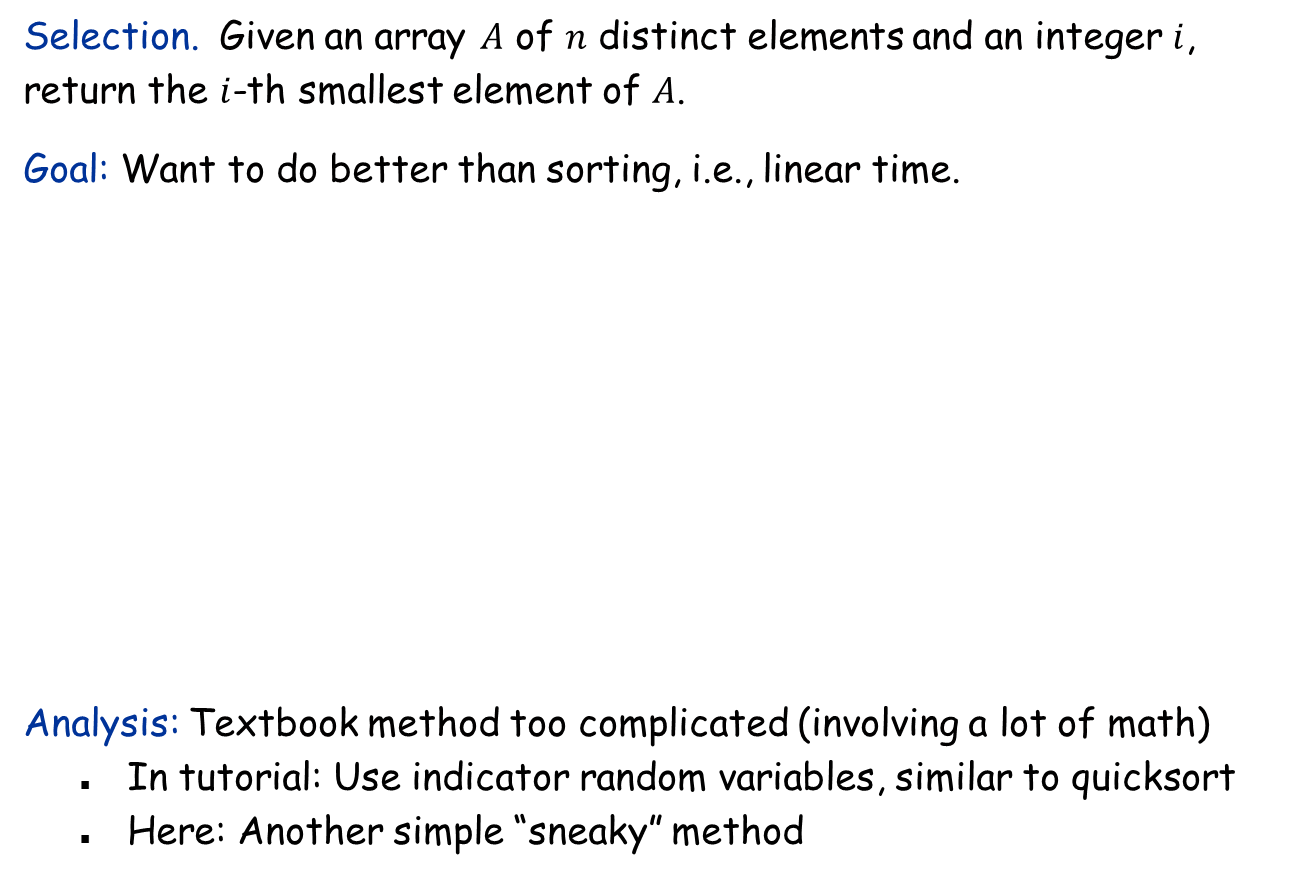 Selection. Given an array A of n distinct elements and an integer i,
return the i-th smallest element of A.
Goal: Want to do better than sorting, i.e., linear time.
Analysis: Textbook method too complicated (involving a lot of math)
▪ In tutorial: Use indicator random variables, similar to quicksort
▪ Here: Another simple “sneaky” method